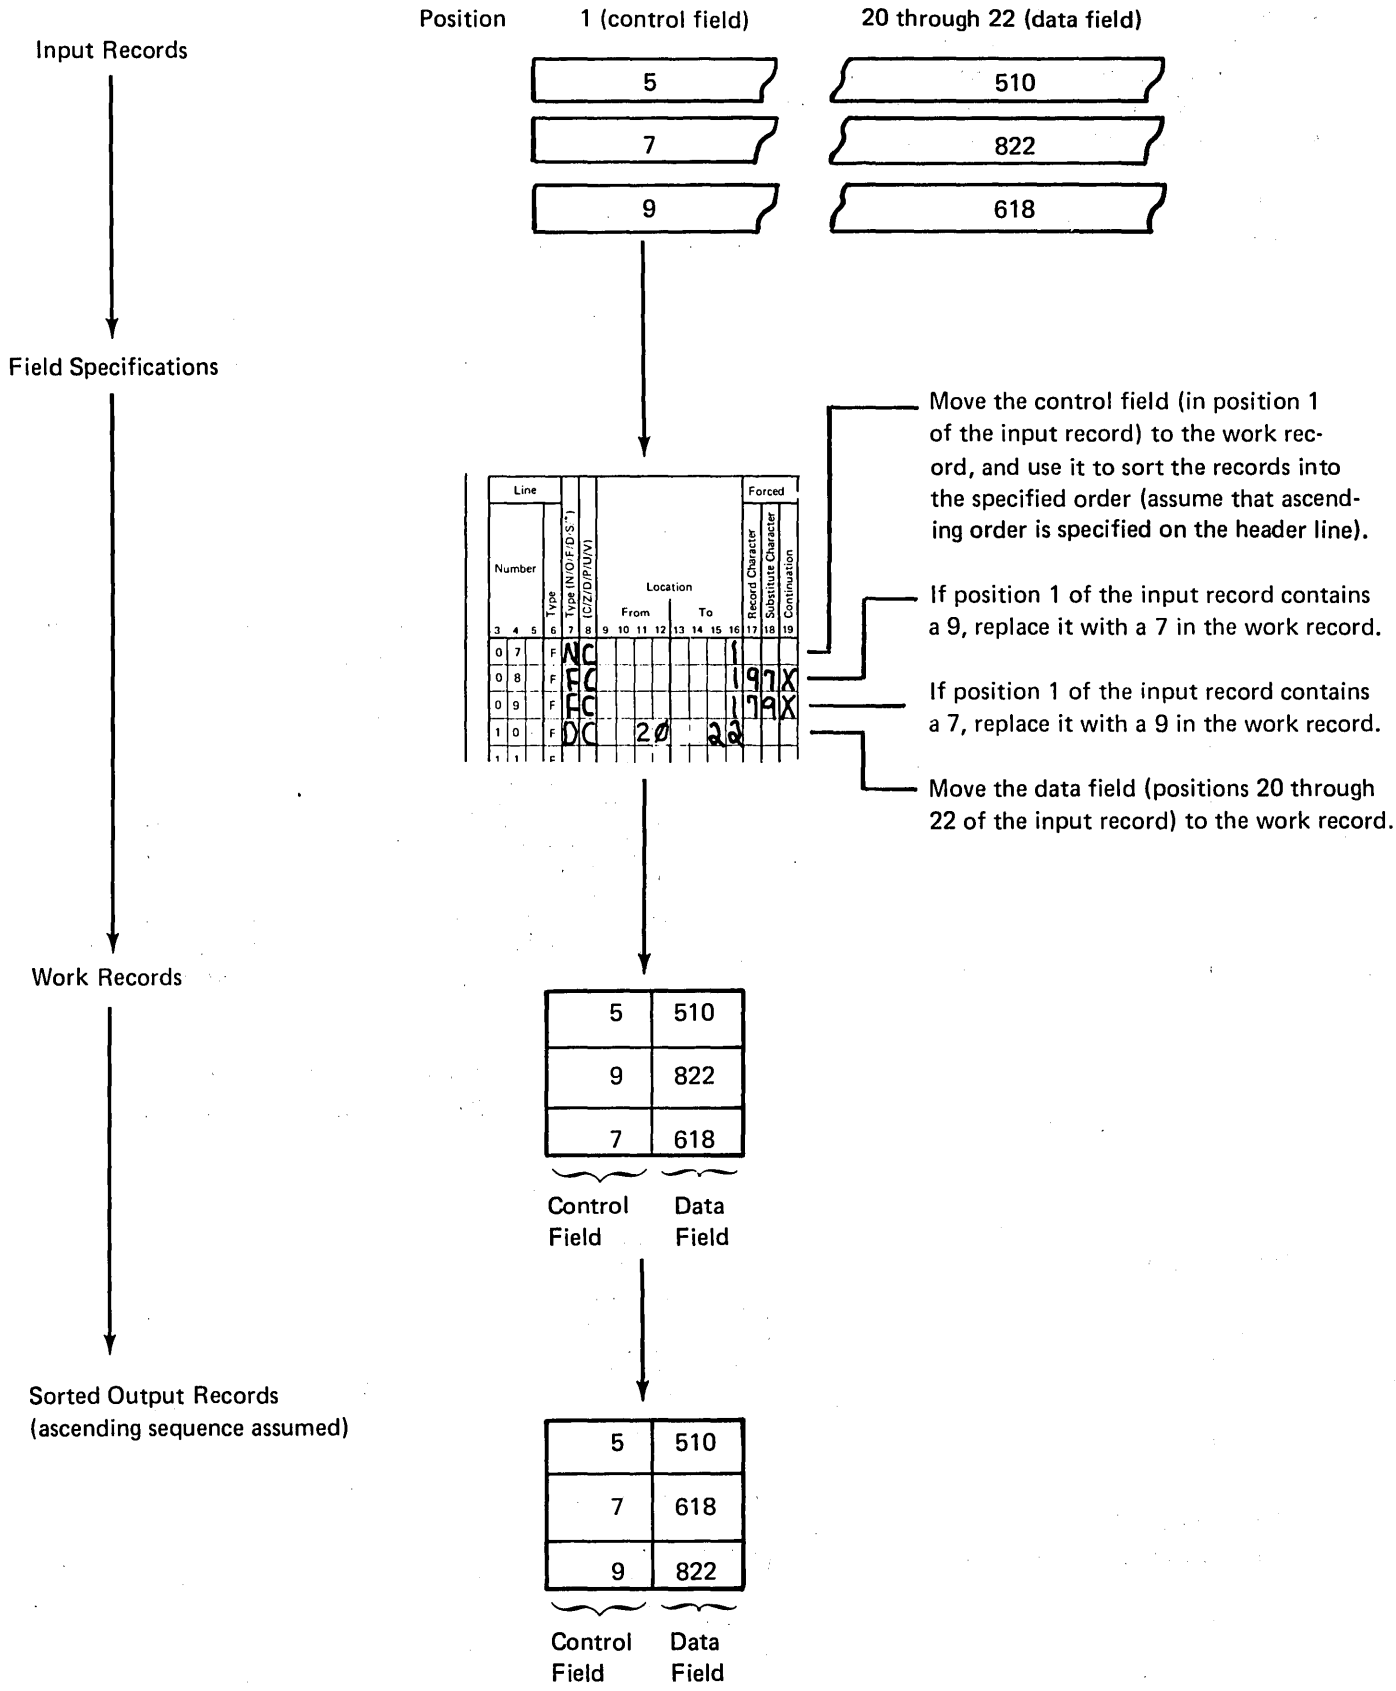 Position 1 (control field) 20 through 22 (data field)
Input Records
5 510
7 822
9 618
Field Specifications
Move the control field (in position 1
of the input record) to the work rec-
ord, and use it to sort the records into
the specified order (assume that ascend-
ing order is specified on the header line).
If position 1 of the input record contains
a 9, replace it with a 7 in the work record.
If position 1 of the input record contains
a 7, replace it with a 9 in the work record.
Move the data field (positions 20 through
22 of the input record) to the work record.
Line Forced
Number
Type
Type (N/O/F/D/S/*)
(C/Z/D/P/U/V)
Location
From To
Record Character
Substitute Character
Continuation
3 4 5 6 7 8 9 10 11 12 13 14 15 16 17 18 19
0 7 F N C 1
0 8 F F C 1 9 7 X
0 9 F F C 1 7 9 X
1 0 F D C 2 Ø 2 2
1 1 F
Work Records
5 510
9 822
7 618
Control Data
Field Field
Sorted Output Records
(ascending sequence assumed)
5 510
7 618
9 822
Control Data
Field Field